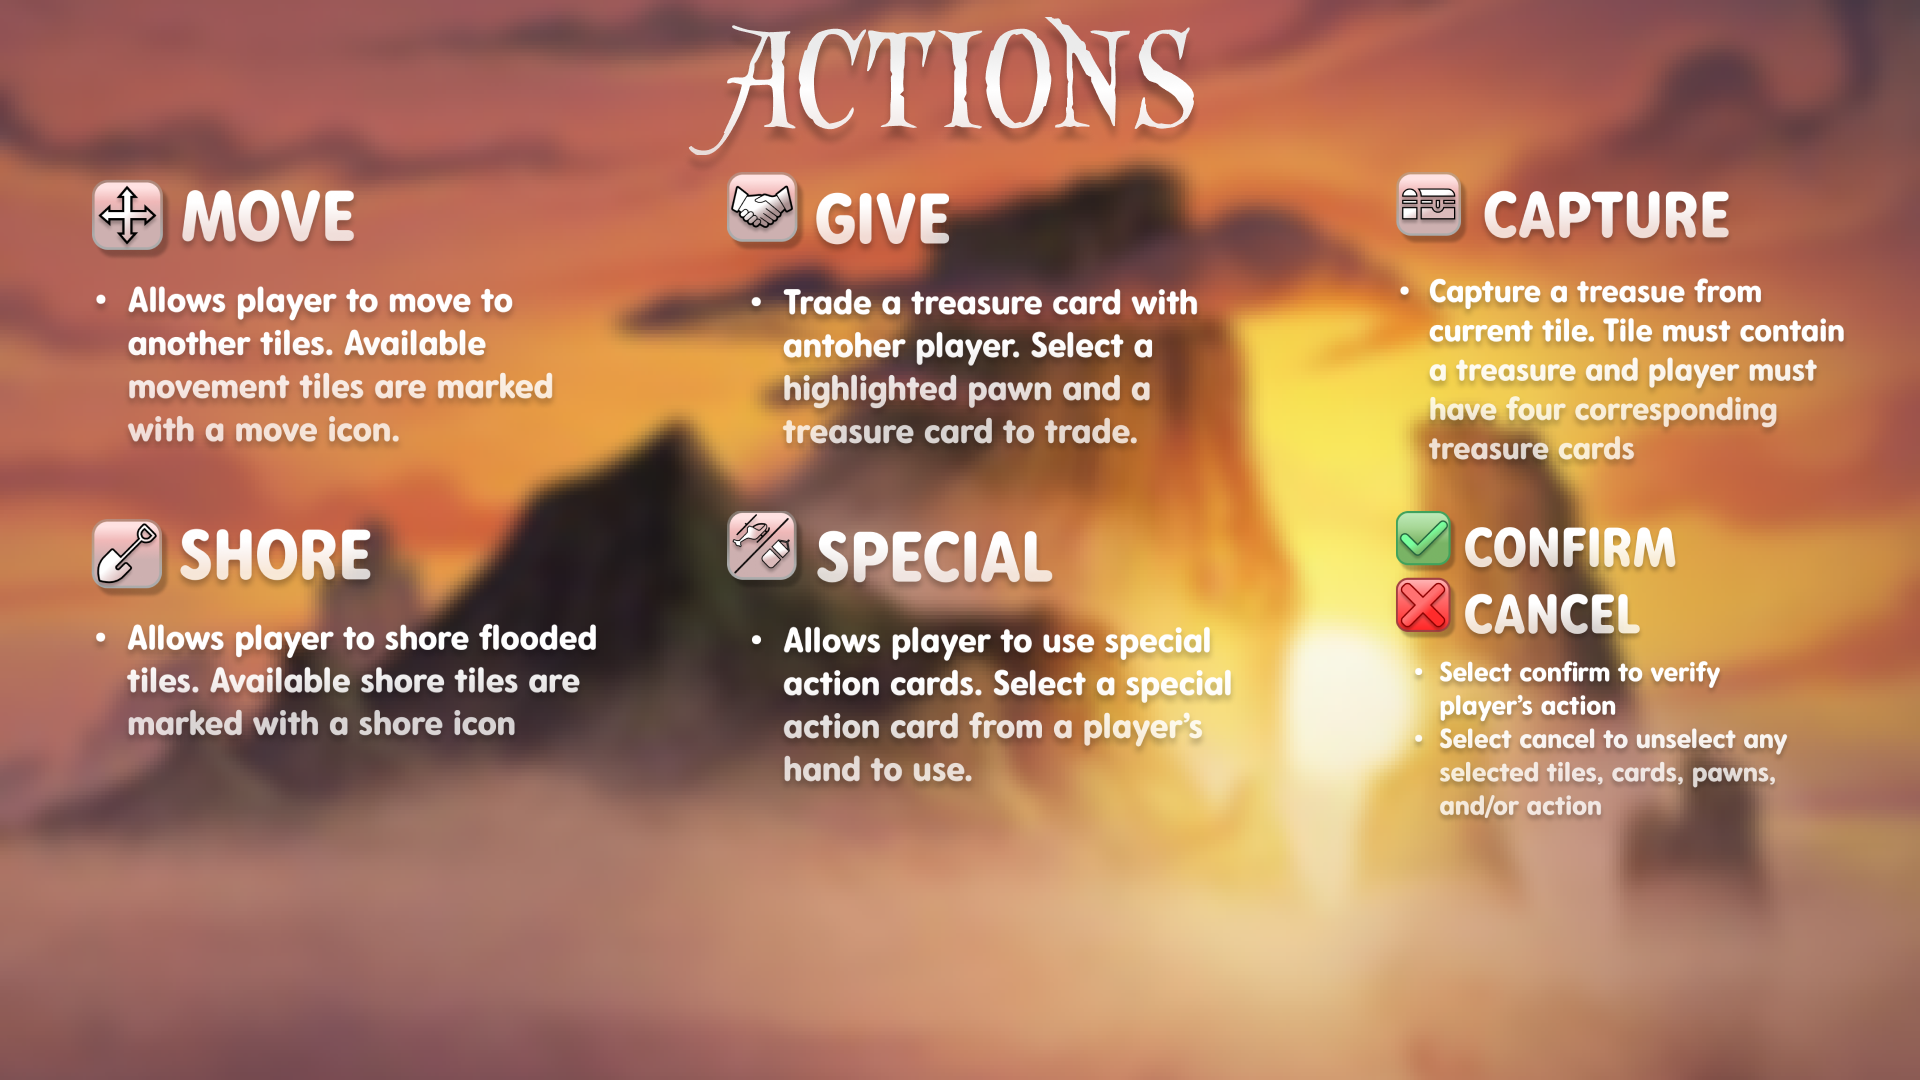 ACTIONS
MOVE
• Allows player to move to
another tiles. Available
movement tiles are marked
with a move icon.
GIVE
• Trade a treasure card with
antoher player. Select a
highlighted pawn and a
treasure card to trade.
CAPTURE
• Capture a treasue from
current tile. Tile must contain
a treasure and player must
have four corresponding
treasure cards
SHORE
• Allows player to shore flooded
tiles. Available shore tiles are
marked with a shore icon
SPECIAL
• Allows player to use special
action cards. Select a special
action card from a player’s
hand to use.
CONFIRM
CANCEL
• Select confirm to verify
player’s action
• Select cancel to unselect any
selected tiles, cards, pawns,
and/or action